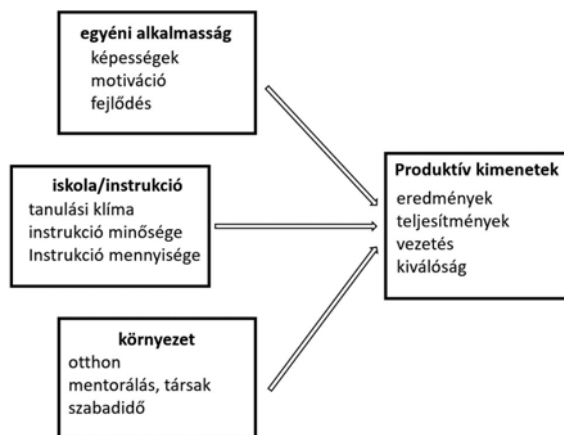 egyéni alkalmasság
képességek
motiváció
fejlődés
iskola/instrukció
tanulási klíma
instrukció minősége
Instrukció mennyisége
környezet
otthon
mentorálás, társak
szabadidő
Produktív kimenetek
eredmények
teljesítmények
vezetés
kiválóság